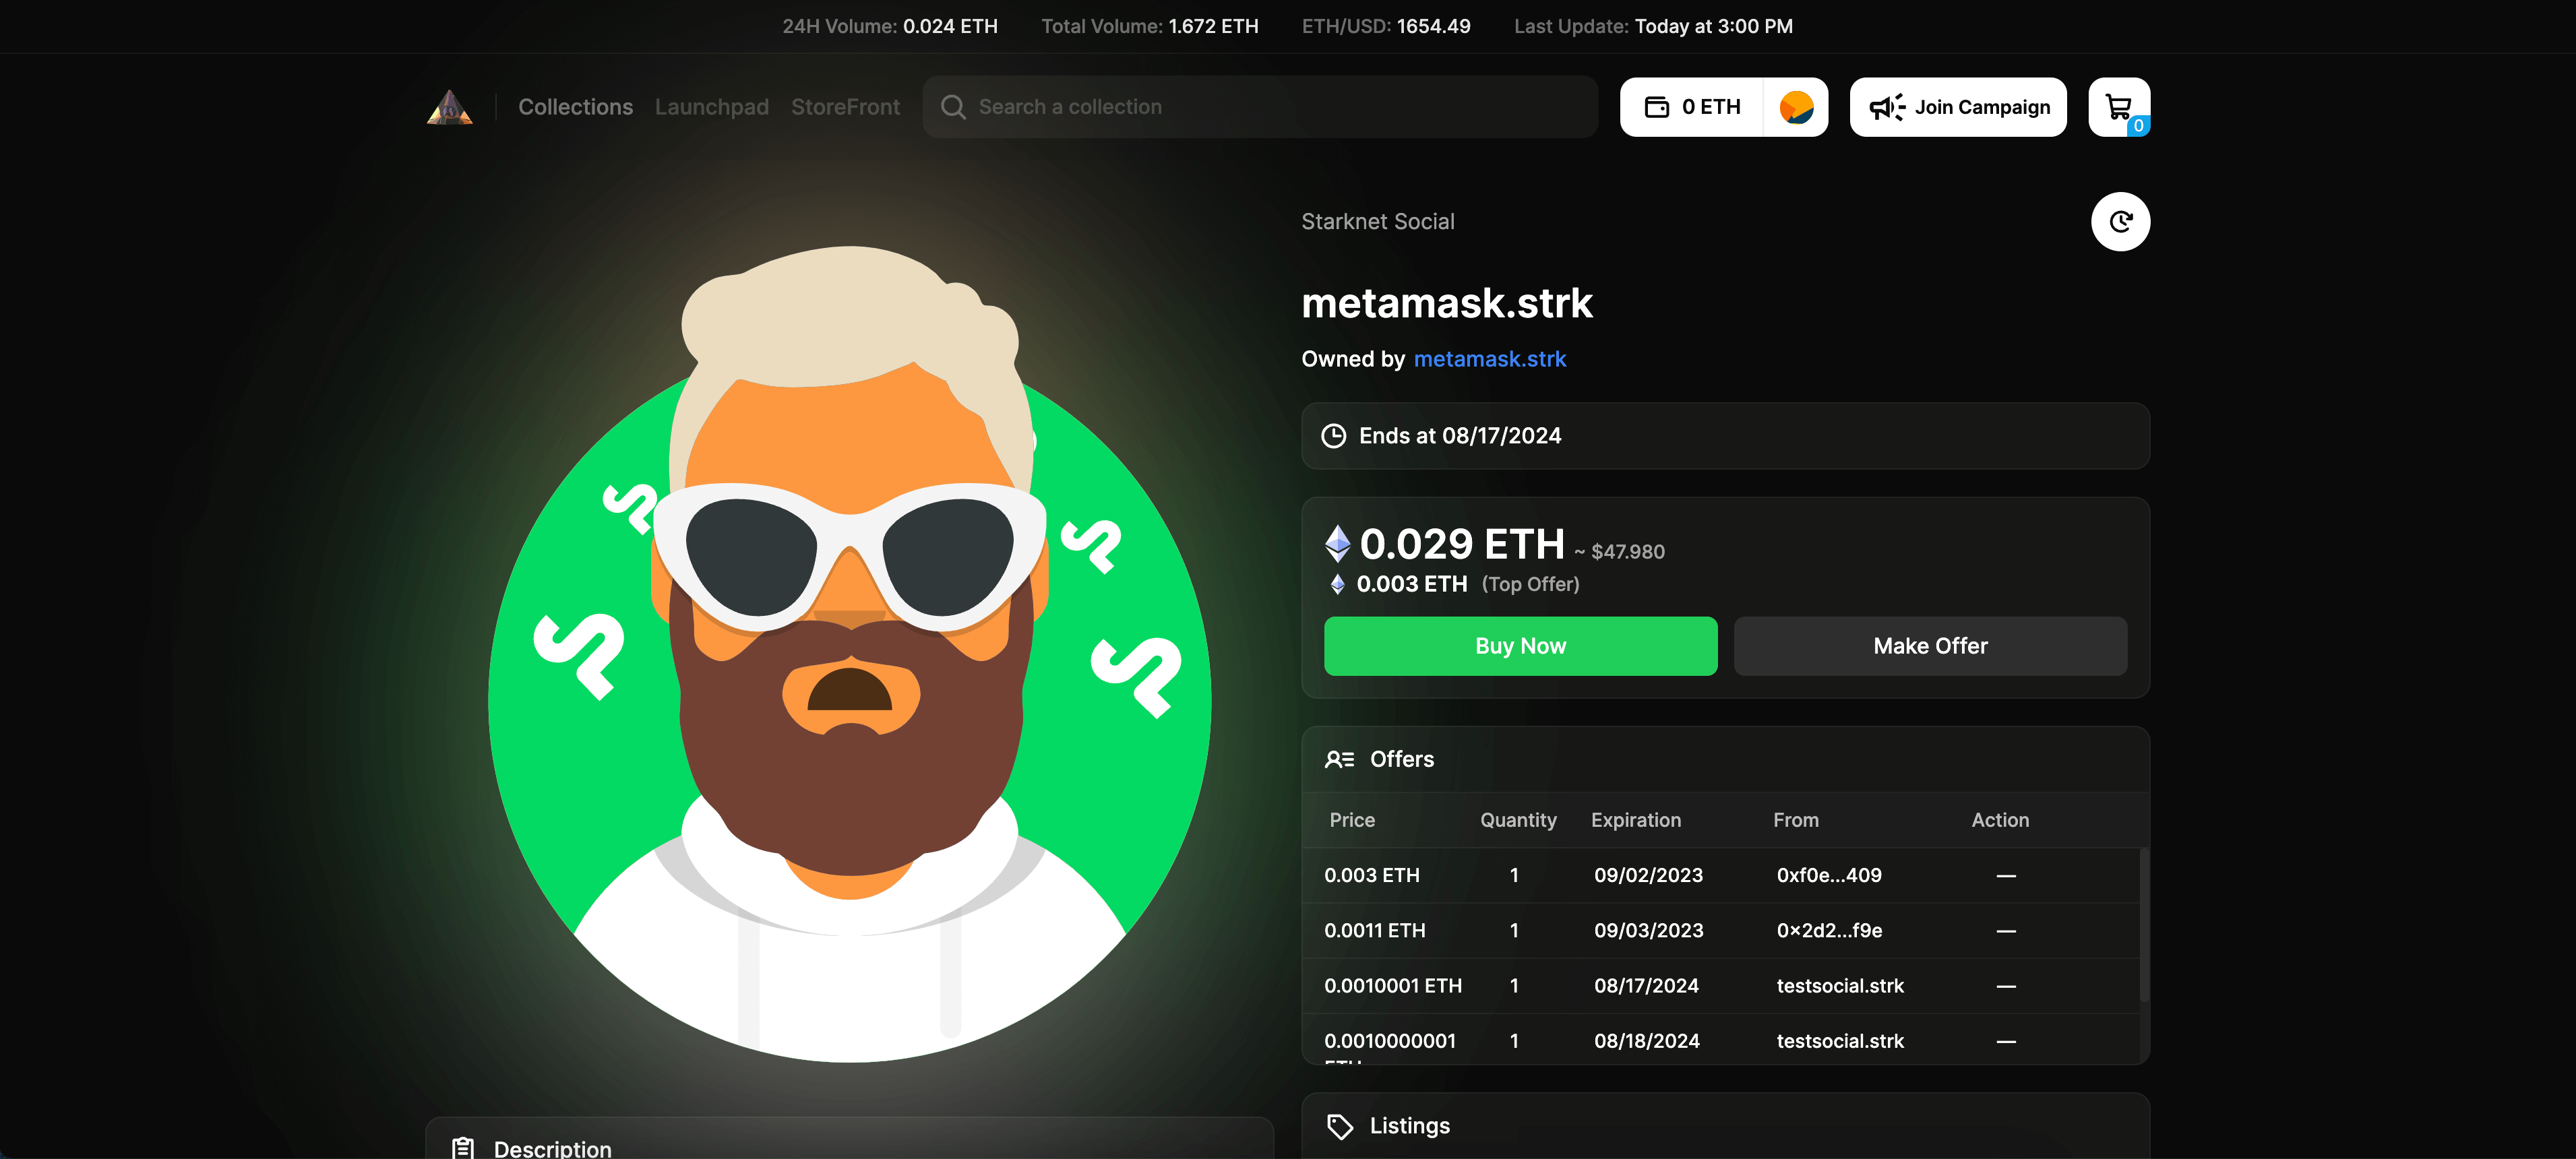 24H Volume: 0.024 ETH Total Volume: 1.672 ETH ETH/USD: 1654.49 Last Update: Today at 3:00 PM
Collections Launchpad StoreFront Search a collection 0 ETH Join Campaign 0
Starknet Social
metamask.strk
Owned by metamask.strk
Ends at 08/17/2024
0.029 ETH ~ $47.980
0.003 ETH (Top Offer)
Buy Now Make Offer
Offers
Price Quantity Expiration From Action
0.003 ETH 1 09/02/2023 0xf0e...409 —
0.0011 ETH 1 09/03/2023 0×2d2...f9e —
0.0010001 ETH 1 08/17/2024 testsocial.strk —
0.0010000001 1 08/18/2024 testsocial.strk —
ETH
Listings
Description